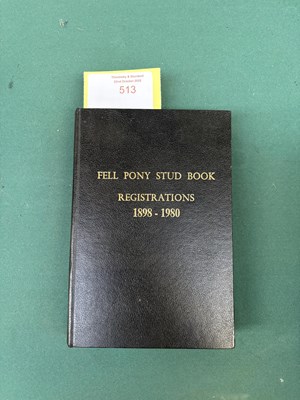 513
FELL PONY STUD BOOK
REGISTRATIONS
1898 - 1980